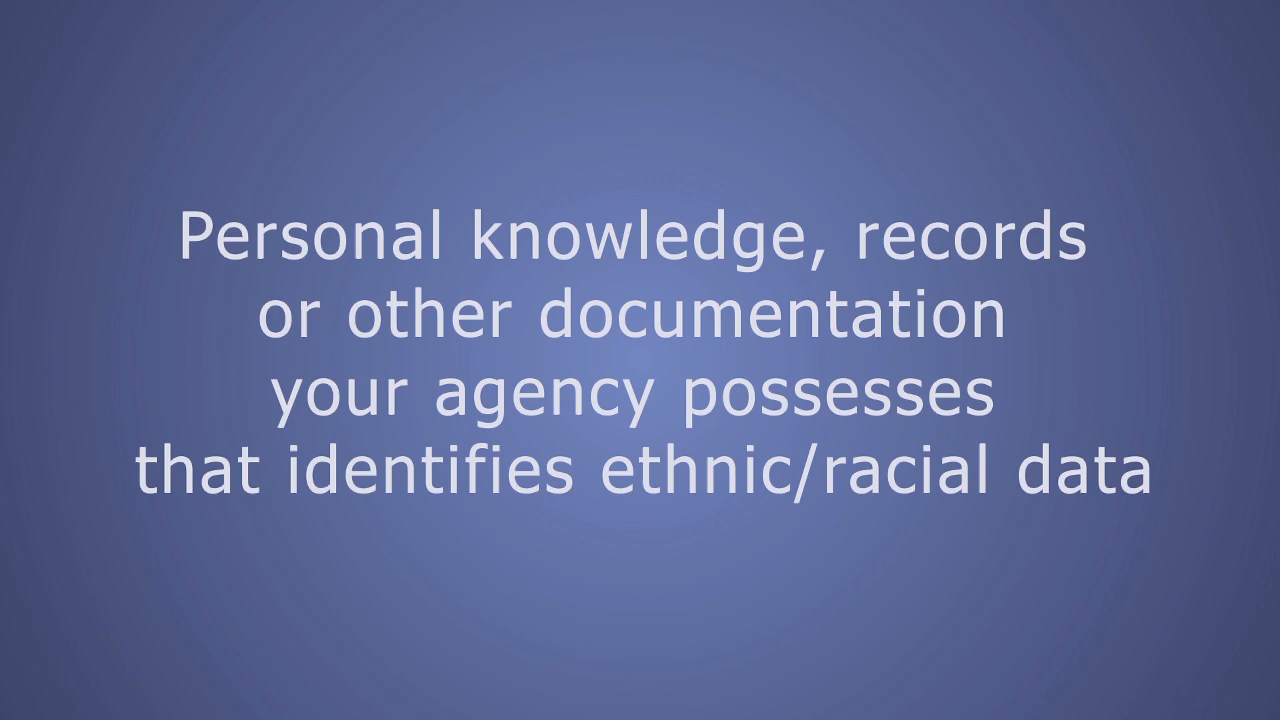 Personal knowledge, records
or other documentation
your agency possesses
that identifies ethnic/racial data